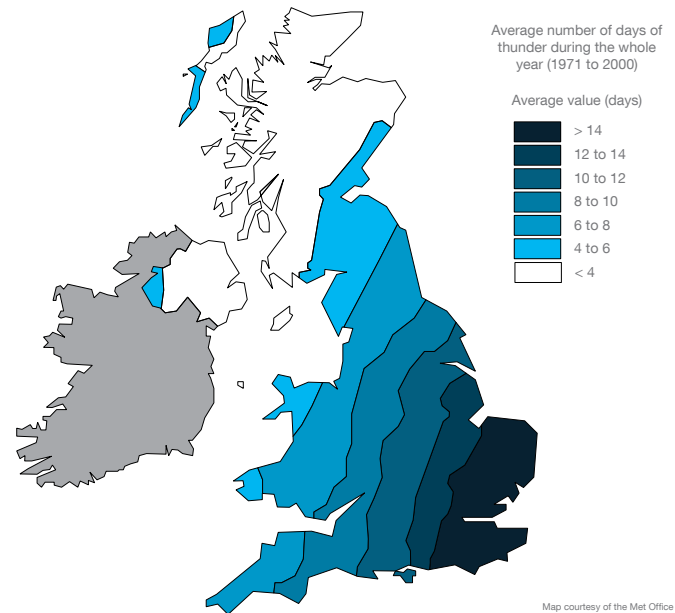 Average number of days of
thunder during the whole
year (1971 to 2000)
Average value (days)
> 14
12 to 14
10 to 12
8 to 10
6 to 8
4 to 6
< 4
Map courtesy of the Met Office